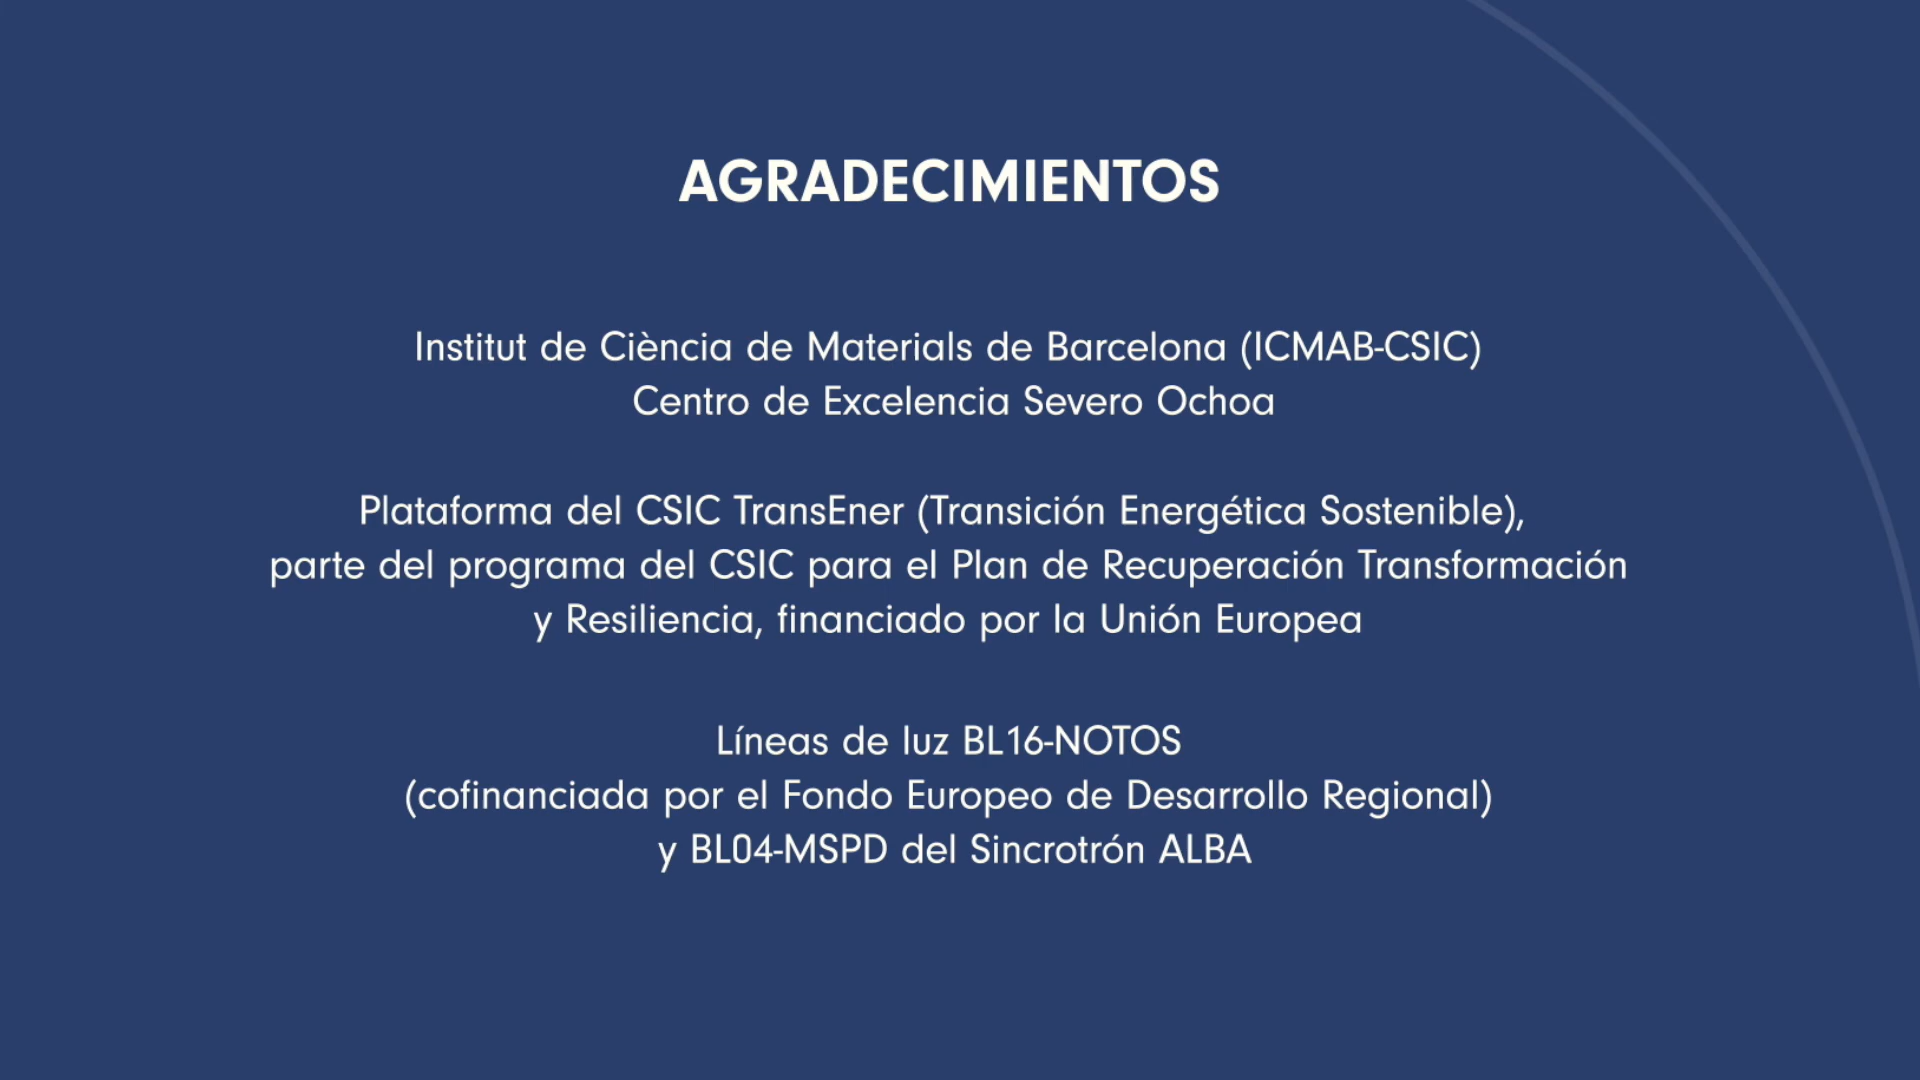 AGRADECIMIENTOS
Institut de Ciència de Materials de Barcelona (ICMAB-CSIC)
Centro de Excelencia Severo Ochoa
Plataforma del CSIC TransEner (Transición Energética Sostenible),
parte del programa del CSIC para el Plan de Recuperación Transformación
y Resiliencia, financiado por la Unión Europea
Líneas de luz BL16-NOTOS
(cofinanciada por el Fondo Europeo de Desarrollo Regional)
y BL04-MSPD del Sincrotrón ALBA